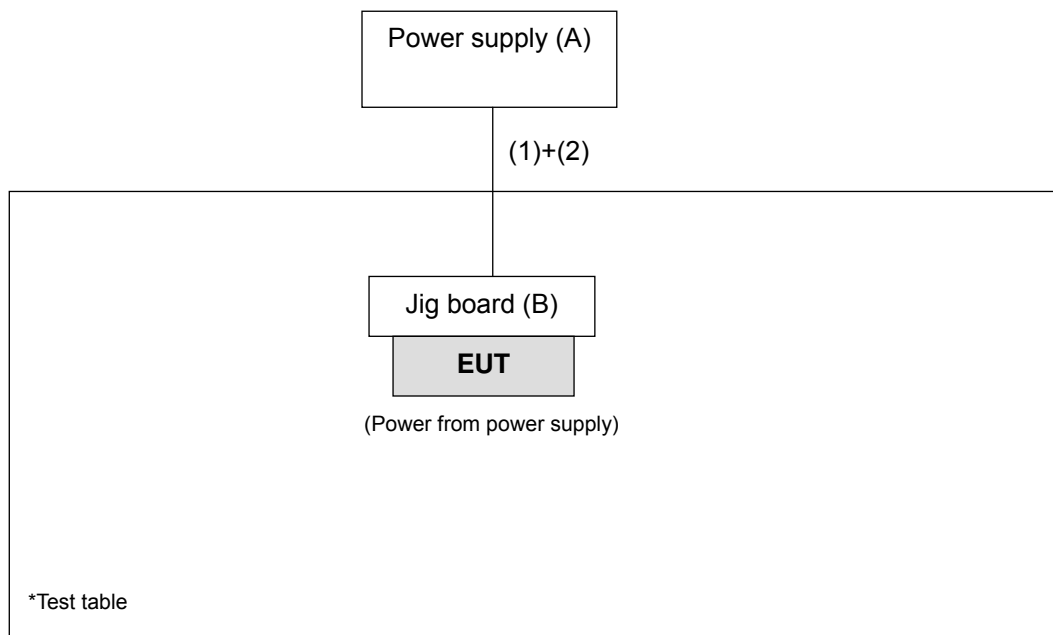 Power supply (A)
(1)+(2)
Jig board (B)
EUT
(Power from power supply)
*Test table